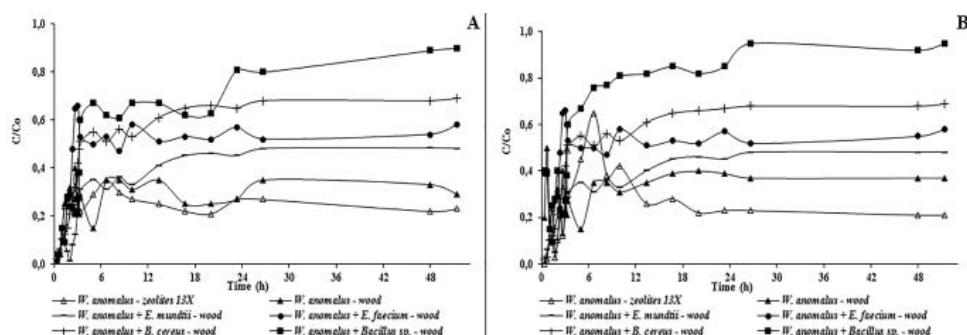 A
1,0
0,8
0,6
0,4
0,2
0,0
C/Co
0 6 12 18 24 30 36 42 48
Time (h)
W. anomalus - zeolites 13X
W. anomalus - wood
W. anomalus + E. mundtii - wood
W. anomalus + E. faecium - wood
W. anomalus + B. cereus - wood
W. anomalus + Bacillus sp. - wood
B
1,0
0,8
0,6
0,4
0,2
0,0
C/Co
0 6 12 18 24 30 36 42 48
Time (h)
W. anomalus - zeolites 13X
W. anomalus - wood
W. anomalus + E. mundtii - wood
W. anomalus + E. faecium - wood
W. anomalus + B. cereus - wood
W. anomalus + Bacillus sp. - wood